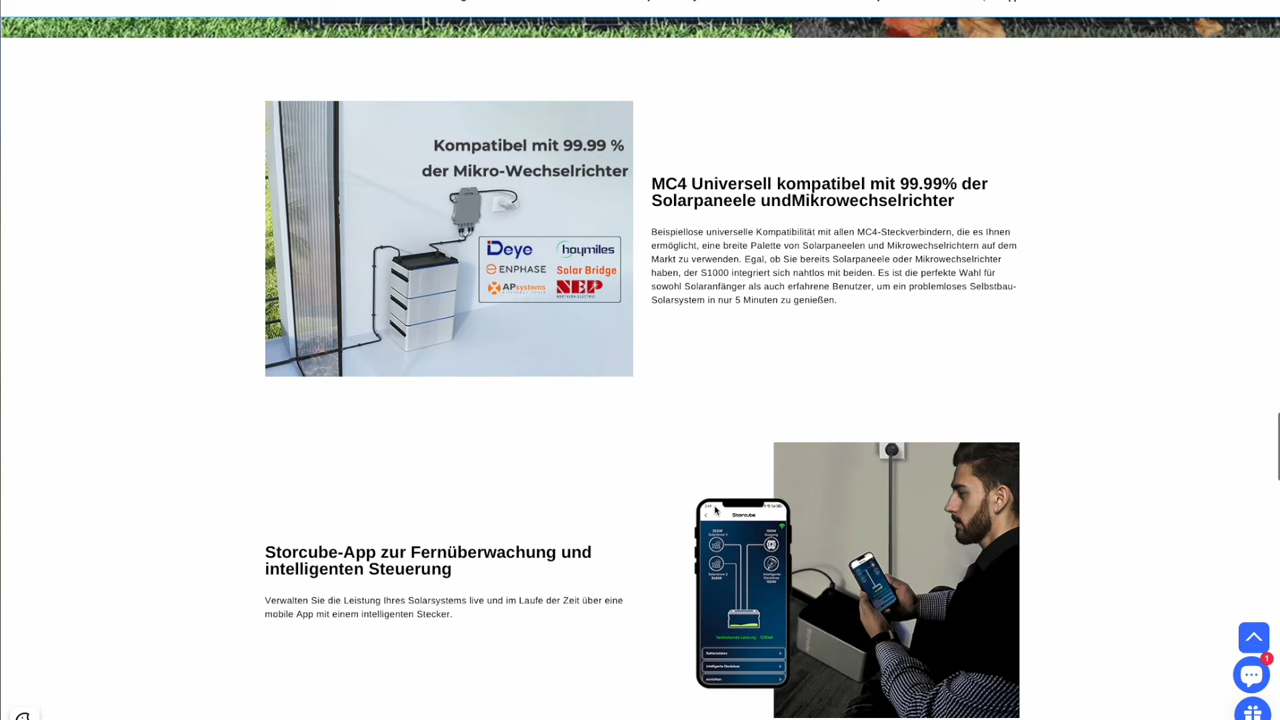 Kompatibel mit 99.99 %
der Mikro-Wechselrichter
Deye
hoymiles
ENPHASE
Solar Bridge
APsystems
NEP
MC4 Universell kompatibel mit 99.99% der
Solarpaneele undMikrowechselrichter
Beispiellose universelle Kompatibilität mit allen MC4-Steckverbindern, die es Ihnen
ermöglicht, eine breite Palette von Solarpaneelen und Mikrowechselrichtern auf dem
Markt zu verwenden. Egal, ob Sie bereits Solarpaneele oder Mikrowechselrichter
haben, der S1000 integriert sich nahtlos mit beiden. Es ist die perfekte Wahl für
sowohl Solaranfänger als auch erfahrene Benutzer, um ein problemloses Selbstbau-
Solarsystem in nur 5 Minuten zu genießen.
Storcube-App zur Fernüberwachung und
intelligenten Steuerung
Verwalten Sie die Leistung Ihres Solarsystems live und im Laufe der Zeit über eine
mobile App mit einem intelligenten Stecker.
Storcube
Ausgang
Batteriedaten
1